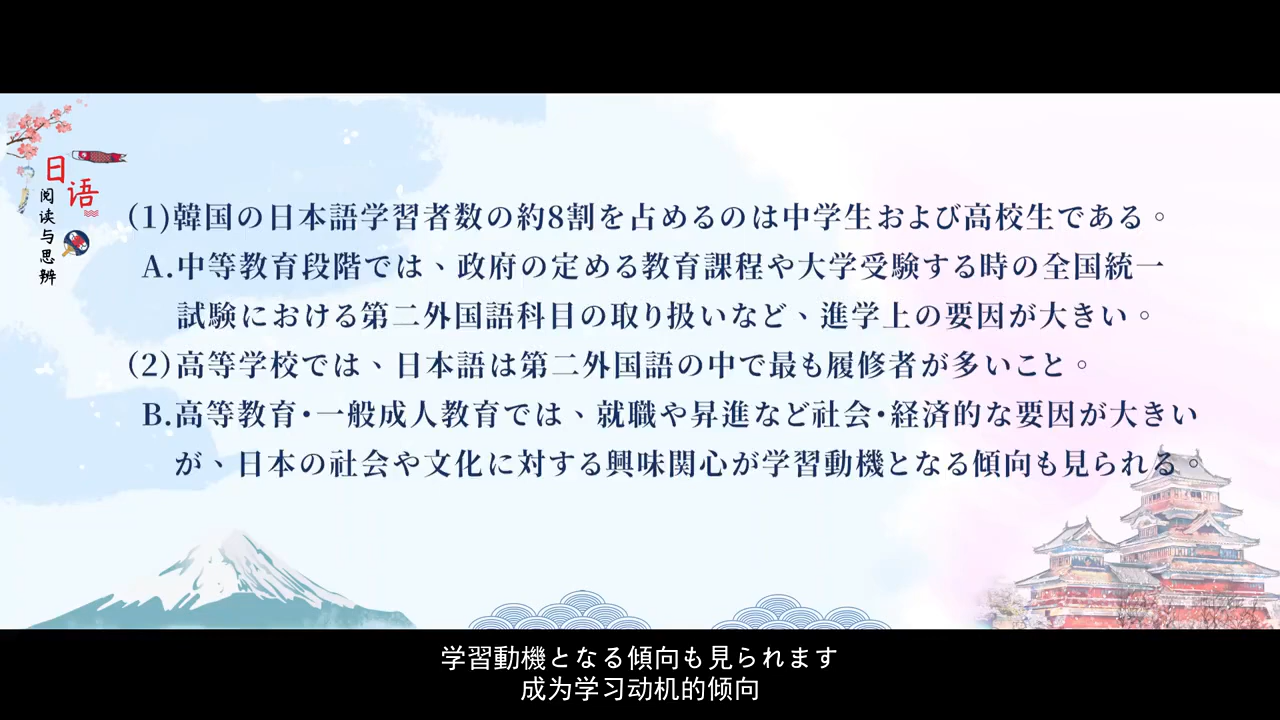 日语
阅读与思辨
(1)韓国の日本語学習者数の約8割を占めるのは中学生および高校生である。
A.中等教育段階では、政府の定める教育課程や大学受験する時の全国統一
試験における第二外国語科目の取り扱いなど、進学上の要因が大きい。
(2)高等学校では、日本語は第二外国語の中で最も履修者が多いこと。
B.高等教育・一般成人教育では、就職や昇進など社会・経済的な要因が大きい
が、日本の社会や文化に対する興味関心が学習動機となる傾向も見られる。
学習動機となる傾向も見られます
成为学习动机的倾向